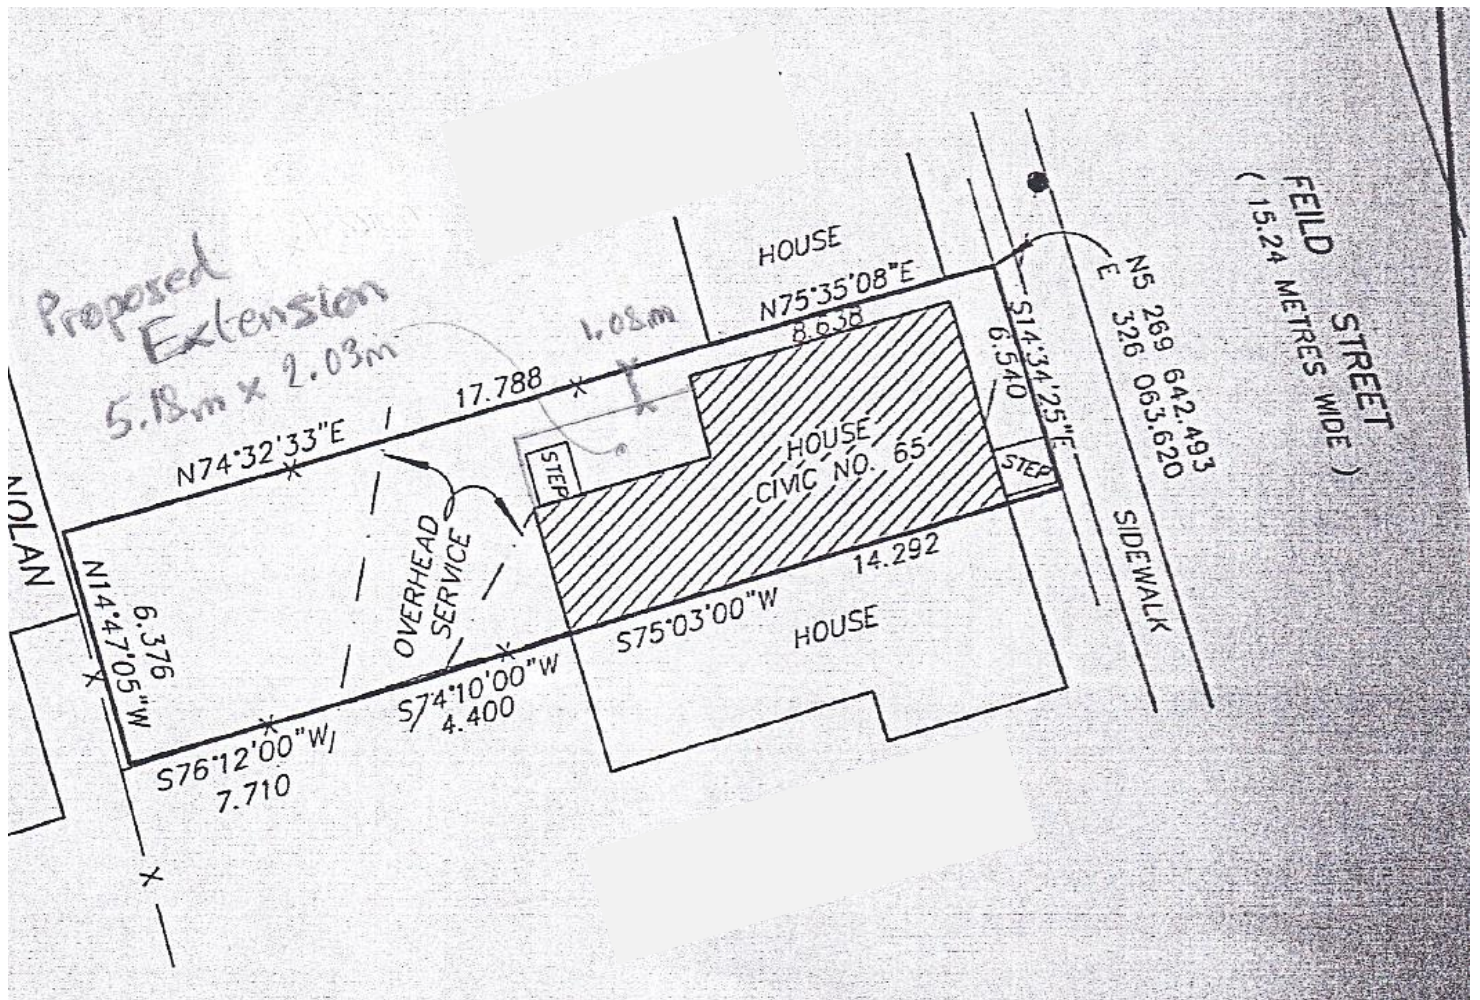 Proposed
Extension
5.18m x 2.03m
1.08m
HOUSE
N75°35'08"E
8.638
17.788
N74°32'33"E
STEP
HOUSE
CIVIC NO. 65
STEP
S14°34'25"E
6.540
N5 269 642.493
E 326 063.620
FEILD STREET
( 15.24 METRES WIDE )
SIDEWALK
NOLAN
N14°47'05"W
6.376
OVERHEAD
SERVICE
14.292
S75°03'00"W
HOUSE
S74°10'00"W
4.400
S76°12'00"W
7.710